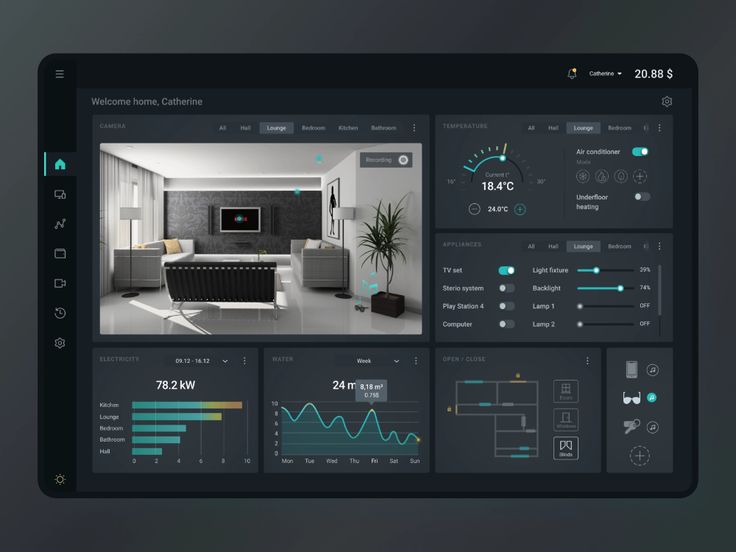 Catherine
20.88 $
Welcome home, Catherine
CAMERA
All Hall Lounge Bedroom Kitchen Bathroom
Recording
TEMPERATURE
All Hall Lounge Bedroom
16° 30°
Current t°
18.4°C
24.0°C
Air conditioner
Mode
Underfloor
heating
APPLIANCES
All Hall Lounge Bedroom
TV set
Light fixture 39%
Sterio system
Backlight 74%
Play Station 4
Lamp 1 OFF
Computer
Lamp 2 OFF
ELECTRICITY
09.12 - 16.12
78.2 kW
Kitchen
Lounge
Bedroom
Bathroom
Hall
0 2 4 6 8 10
WATER
Week
24 m
8,18 m³
0.75$
10
8
6
4
2
0
Mon Tue Wed Thu Fri Sat Sun
OPEN / CLOSE
Doors
Windows
Blinds